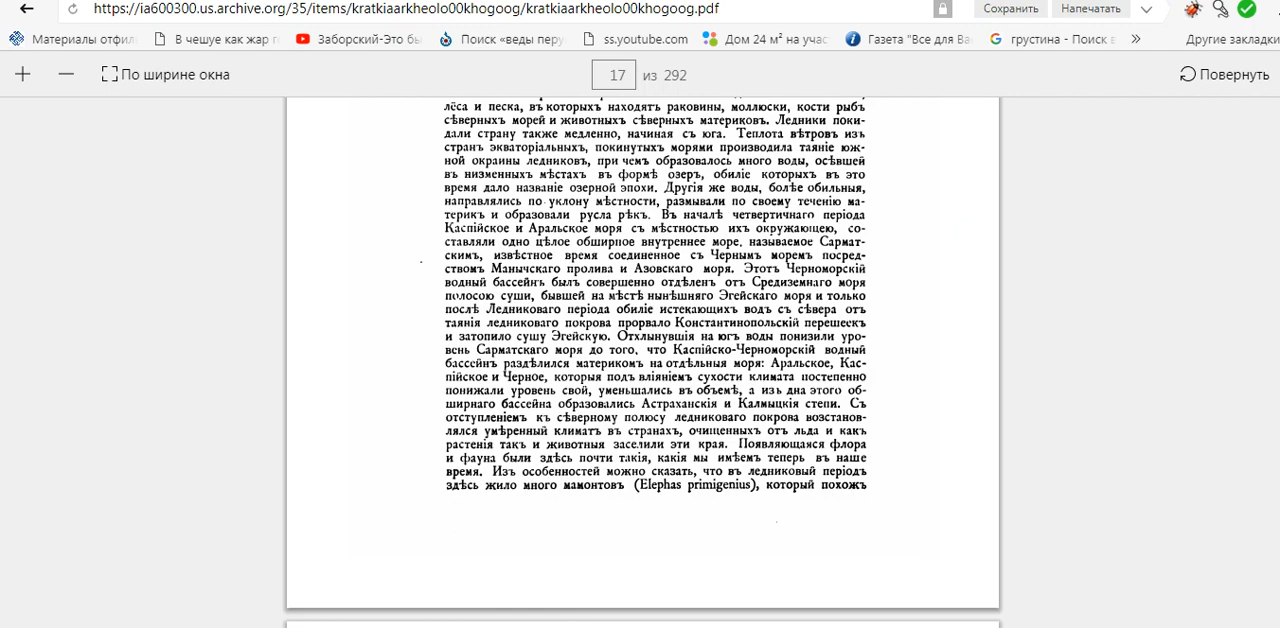 https://ia600300.us.archive.org/35/items/kratkiaarkheolo00khogoog/kratkiaarkheolo00khogoog.pdf
Сохранить
Напечатать
Материалы отфил
В чешуе как жар г
Заборский-Это бы
Поиск «веды перу
ss.youtube.com
Дом 24 м² на учас
Газета "Все для Ва
грустина - Поиск в
Другие закладки
По ширине окна
17 из 292
Повернуть
лёса и песка, въ которыхъ находятъ раковины, моллюски, кости рыбъ
сѣверныхъ морей и животныхъ сѣверныхъ материковъ. Ледники поки-
дали страну также медленно, начиная съ юга. Теплота вѣтровъ изъ
странъ экваторіальныхъ, покинутыхъ морями производила таяніе юж-
ной окраины ледниковъ, при чемъ образовалось много воды, осѣвшей
въ низменныхъ мѣстахъ въ формѣ озеръ, обиліе которыхъ въ это
время дало названіе озерной эпохи. Другія же воды, болѣе обильныя,
направлялись по уклону мѣстности, размывали по своему теченію ма-
терикъ и образовали русла рѣкъ. Въ началѣ четвертичнаго періода
Каспійское и Аральское моря съ мѣстностью ихъ окружающею, со-
ставляли одно цѣлое обширное внутреннее море, называемое Сармат-
скимъ, извѣстное время соединенное съ Чернымъ моремъ посред-
ствомъ Манычскаго пролива и Азовскаго моря. Этотъ Черноморскій
водный бассейнъ былъ совершенно отдѣленъ отъ Средиземнаго моря
полосою суши, бывшей на мѣстѣ нынѣшняго Эгейскаго моря и только
послѣ Ледниковаго періода обиліе истекающихъ водъ съ сѣвера отъ
таянія ледниковаго покрова прорвало Константинопольскій перешеекъ
и затопило сушу Эгейскую. Отхлынувшія на югъ воды понизили уро-
вень Сарматскаго моря до того, что Каспійско-Черноморскій водный
бассейнъ раздѣлился материкомъ на отдѣльныя моря: Аральское, Кас-
пійское и Черное, которыя подъ вліяніемъ сухости климата постепенно
понижали уровень свой, уменьшались въ объемѣ, а изъ дна этого об-
ширнаго бассейна образовались Астраханскія и Калмыцкія степи. Съ
отступленіемъ къ сѣверному полюсу ледниковаго покрова возстанов-
лялся умѣренный климатъ въ странахъ, очищенныхъ отъ льда и какъ
растенія такъ и животныя заселили эти края. Появляющаяся флора
и фауна были здѣсь почти такія, какія мы имѣемъ теперь въ наше
время. Изъ особенностей можно сказать, что въ ледниковый періодъ
здѣсь жило много мамонтовъ (Elephas primigenius), который похожъ